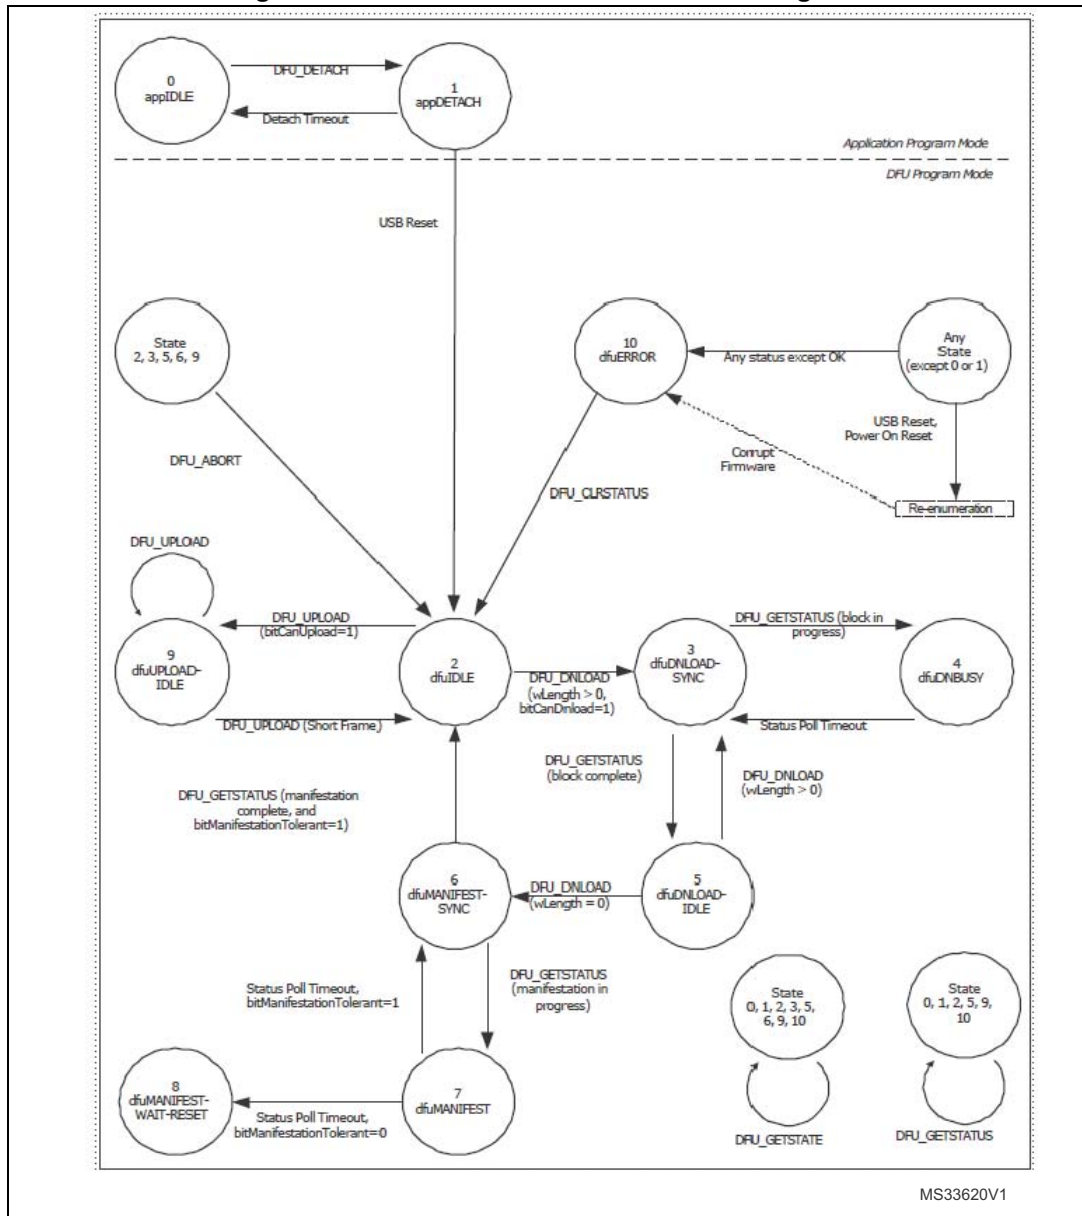 DFU_DETACH
0
appIDLE
1
appDETACH
Detach Timeout
Application Program Mode
DFU Program Mode
USB Reset
State
2, 3, 5, 6, 9
10
dfuERROR
Any status except OK
Any
State
(except 0 or 1)
USB Reset,
Power On Reset
Corrupt
Firmware
DFU_ABORT
DFU_CLRSTATUS
Re-enumeration
DFU_UPLOAD
DFU_UPLOAD
(bitCanUpload=1)
DFU_GETSTATUS (block in
progress)
9
dfuUPLOAD-
IDLE
2
dfuIDLE
DFU_DNLOAD
(wLength > 0,
bitCanDnload=1)
3
dfuDNLOAD-
SYNC
4
dfuDNBUSY
DFU_UPLOAD (Short Frame)
Status Poll Timeout
DFU_GETSTATUS
(block complete)
DFU_DNLOAD
(wLength > 0)
DFU_GETSTATUS (manifestation
complete, and
bitManifestationTolerant=1)
6
dfuMANIFEST-
SYNC
DFU_DNLOAD
(wLength = 0)
5
dfuDNLOAD-
IDLE
Status Poll Timeout,
bitManifestationTolerant=1
DFU_GETSTATUS
(manifestation in
progress)
State
0, 1, 2, 3, 5,
6, 9, 10
State
0, 1, 2, 5, 9,
10
8
dfuMANIFEST-
WAIT-RESET
Status Poll Timeout,
bitManifestationTolerant=0
7
dfuMANIFEST
DFU_GETSTATE
DFU_GETSTATUS
MS33620V1